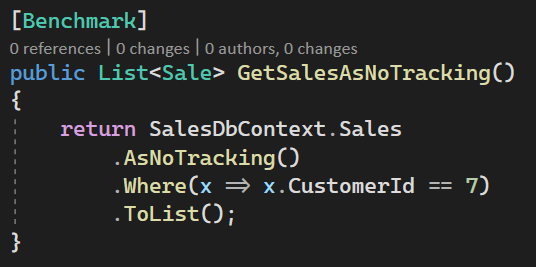 [Benchmark]
0 references | 0 changes | 0 authors, 0 changes
public List<Sale> GetSalesAsNoTracking()
{
    return SalesDbContext.Sales
        .AsNoTracking()
        .Where(x => x.CustomerId == 7)
        .ToList();
}